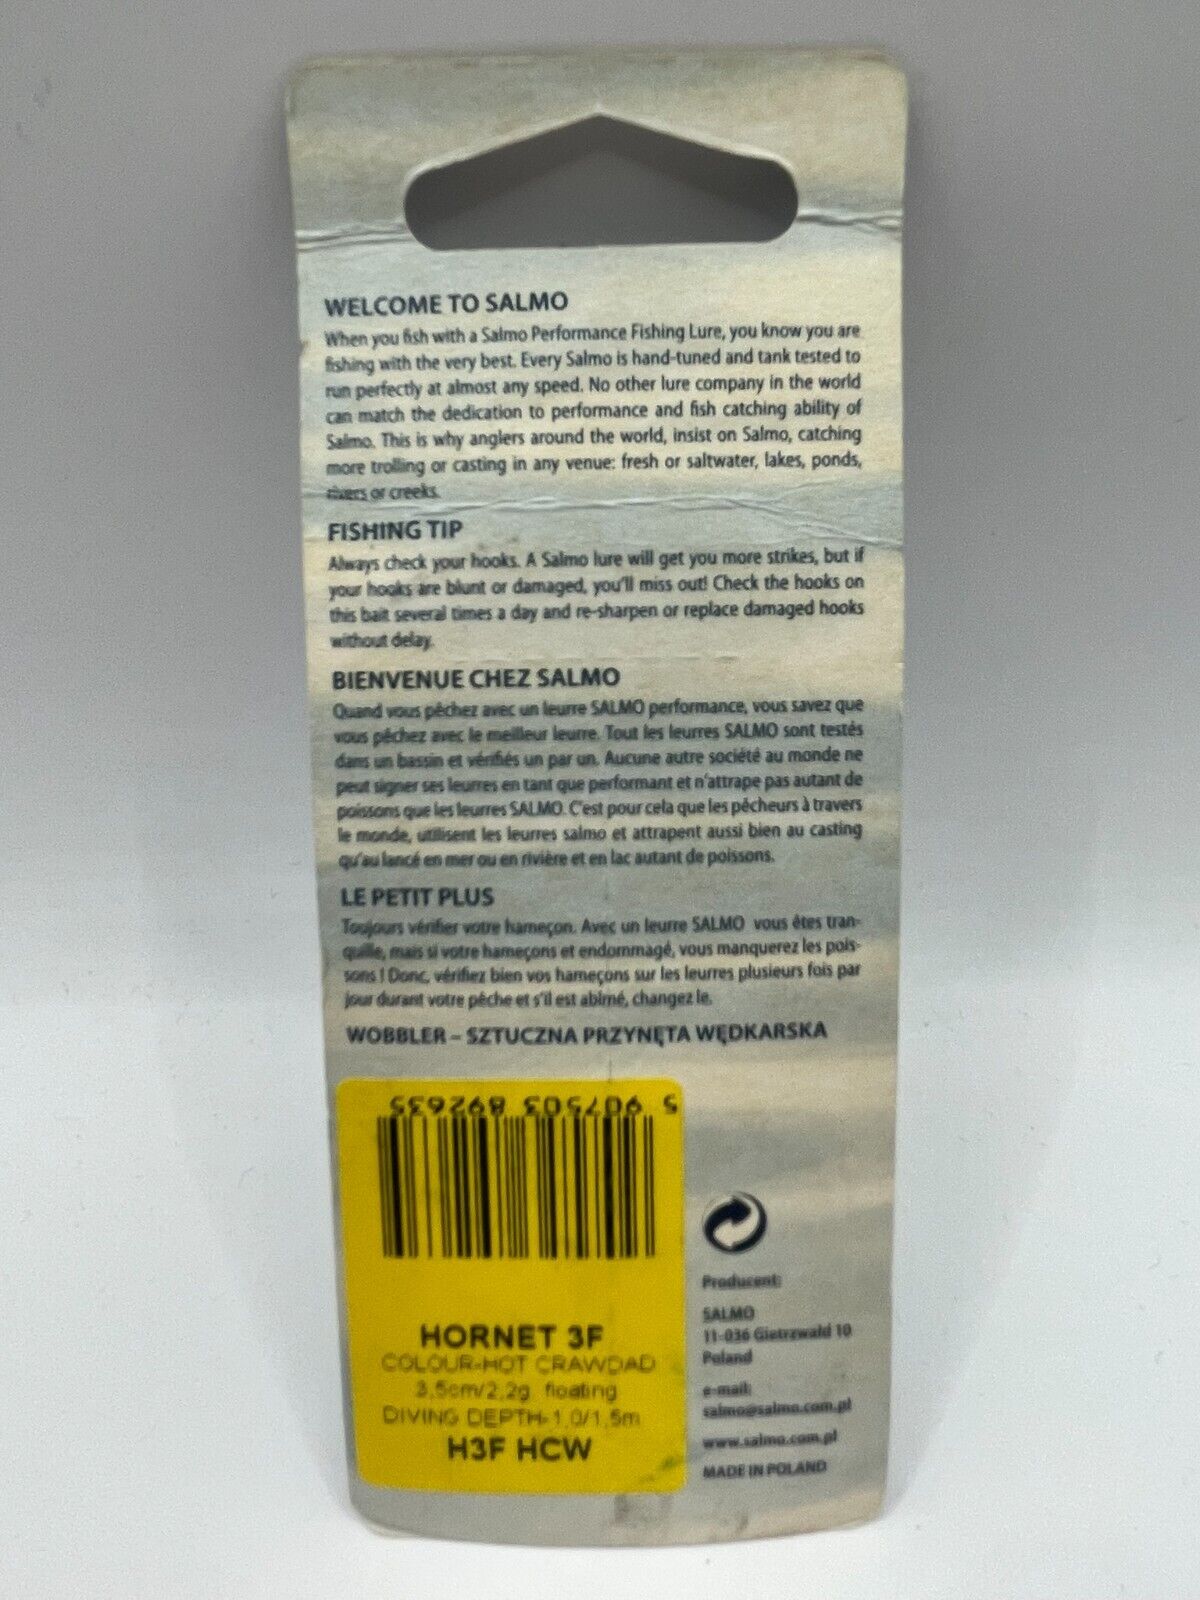 WELCOME TO SALMO
When you fish with a Salmo Performance Fishing Lure, you know you are
fishing with the very best. Every Salmo is hand-tuned and tank tested to
run perfectly at almost any speed. No other lure company in the world
can match the dedication to performance and fish catching ability of
Salmo. This is why anglers around the world, insist on Salmo, catching
more trolling or casting in any venue: fresh or saltwater, lakes, ponds,
rivers or creeks.
FISHING TIP
Always check your hooks. A Salmo lure will get you more strikes, but if
your hooks are blunt or damaged, you'll miss out! Check the hooks on
this bait several times a day and re-sharpen or replace damaged hooks
without delay.
BIENVENUE CHEZ SALMO
Quand vous pêchez avec un leurre SALMO performance, vous savez que
vous pêchez avec le meilleur leurre. Tout les leurres SALMO sont testés
dans un bassin et vérifiés un par un. Aucune autre société au monde ne
peut signer ses leurres en tant que performant et n'attrape pas autant de
poissons que les leurres SALMO. C'est pour cela que les pêcheurs à travers
le monde, utilisent les leurres salmo et attrapent aussi bien au casting
qu'au lancé en mer ou en rivière et en lac autant de poissons.
LE PETIT PLUS
Toujours vérifier votre hameçon. Avec un leurre SALMO vous êtes tran-
quille, mais si votre hameçons et endommagé, vous manquerez les pois-
sons ! Donc, vérifiez bien vos hameçons sur les leurres plusieurs fois par
jour durant votre pêche et s'il est abîmé, changez le.
WOBBLER – SZTUCZNA PRZYNĘTA WĘDKARSKA
5 907503 892635
HORNET 3F
COLOUR-HOT CRAWDAD
3,5cm/2,2g floating
DIVING DEPTH-1,0/1,5m
H3F HCW
Producent:
SALMO
11-036 Gietrzwald 10
Poland
e-mail:
salmo@salmo.com.pl
www.salmo.com.pl
MADE IN POLAND